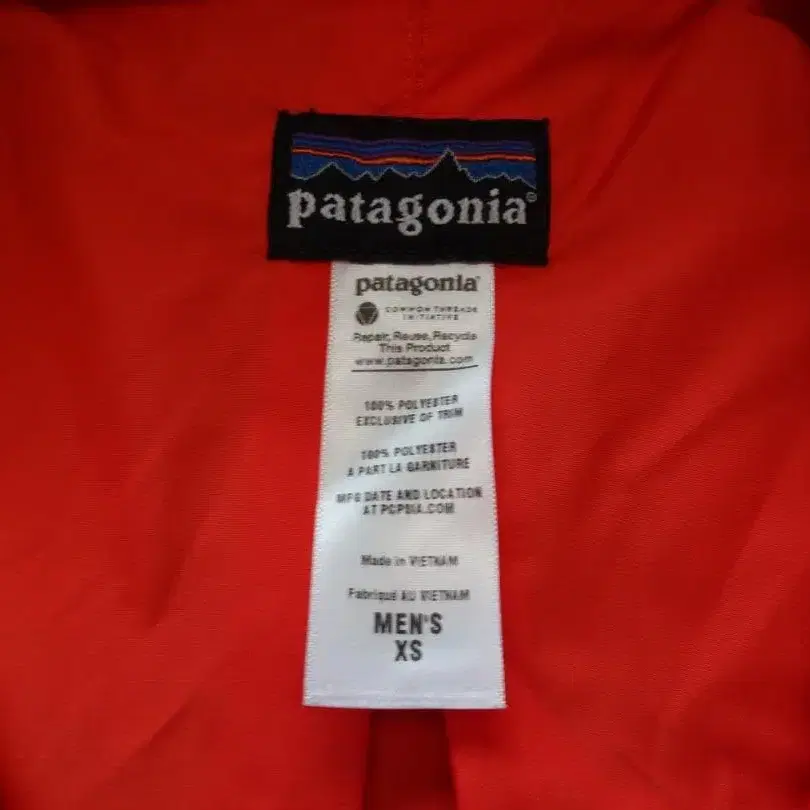 patagonia®
patagonia®
COMMON THREADS
INITIATIVE
Repair, Reuse, Recycle
This Product
www.patagonia.com
100% POLYESTER
EXCLUSIVE OF TRIM
100% POLYESTER
A PART LA GARNITURE
MFG DATE AND LOCATION
AT PCPSIA.COM
Made in VIETNAM
Fabriqué AU VIETNAM
MEN'S
XS